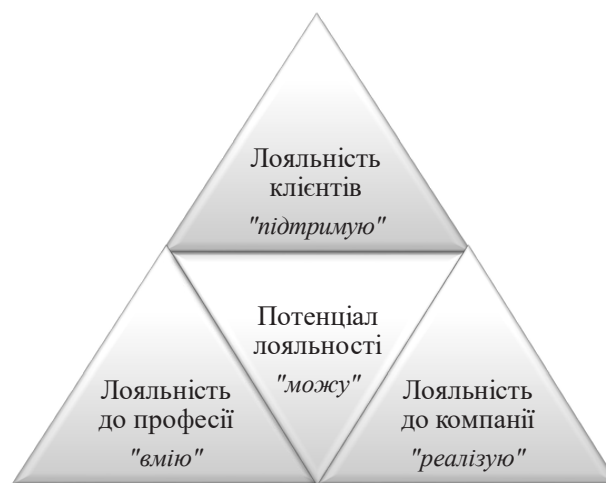 Лояльність
клієнтів
"підтримую"
Потенціал
лояльності
"можу"
Лояльність
до професії
"вмію"
Лояльність
до компанії
"реалізую"